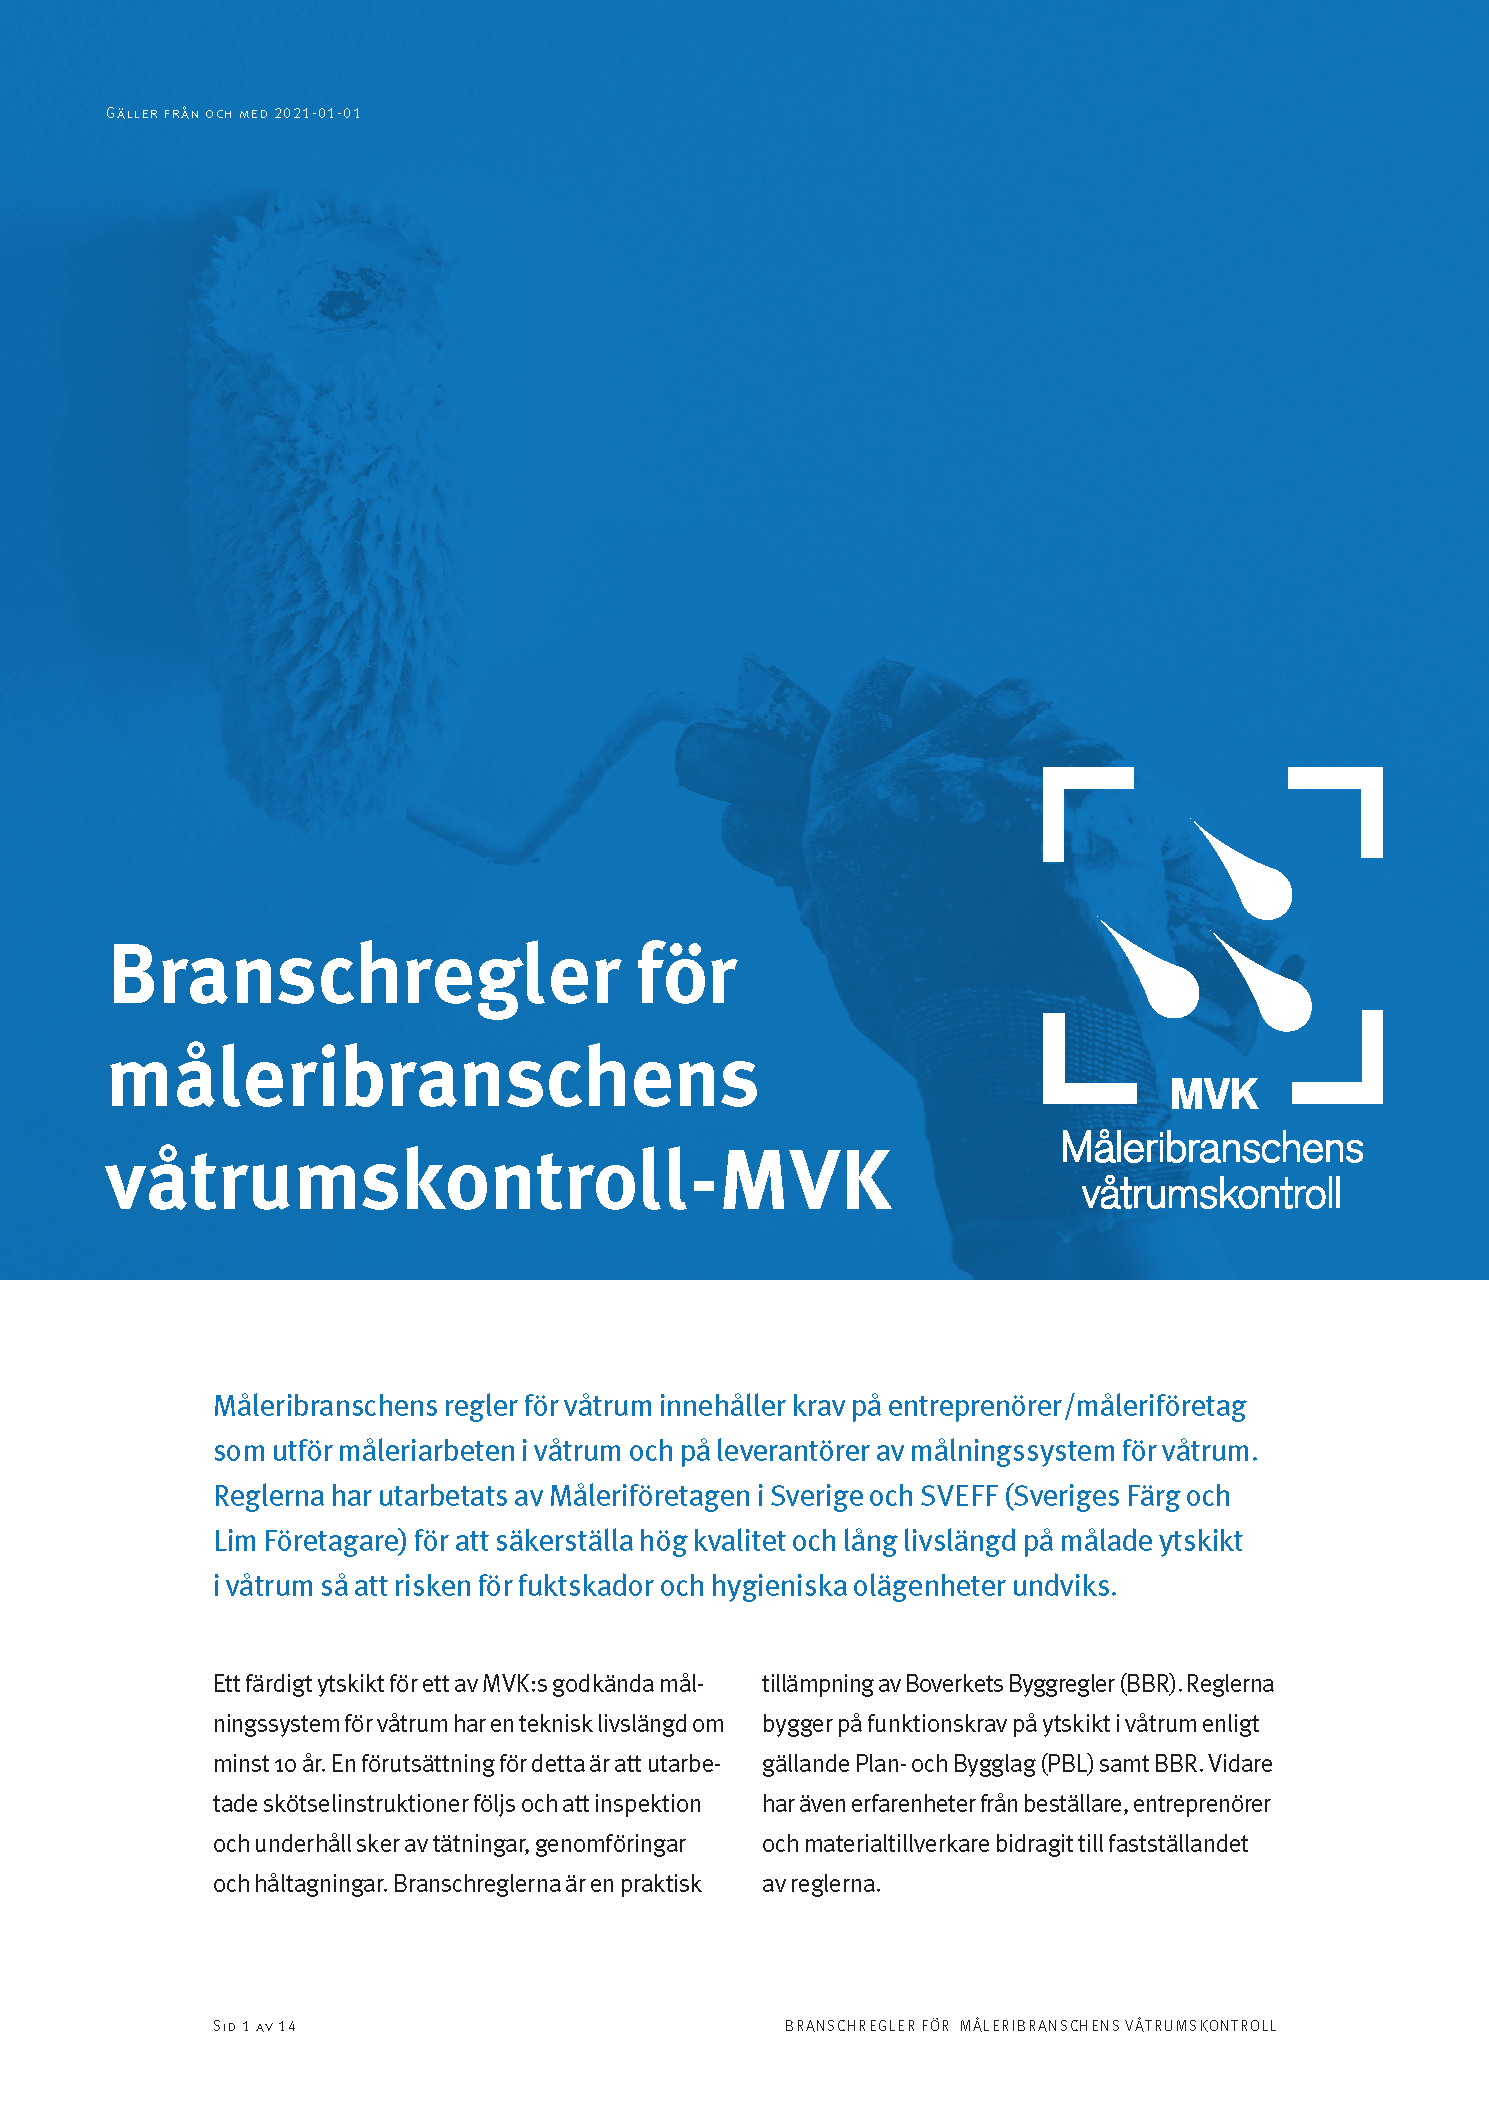 Gäller från och med 2021-01-01
Branschregler för
måleribranschens
våtrumskontroll-MVK
MVK
Måleribranschens
våtrumskontroll
Måleribranschens regler för våtrum innehåller krav på entreprenörer/måleriföretag
som utför måleriarbeten i våtrum och på leverantörer av målningssystem för våtrum.
Reglerna har utarbetats av Måleriföretagen i Sverige och SVEFF (Sveriges Färg och
Lim Företagare) för att säkerställa hög kvalitet och lång livslängd på målade ytskikt
i våtrum så att risken för fuktskador och hygieniska olägenheter undviks.
Ett färdigt ytskikt för ett av MVK:s godkända mål-
ningssystem för våtrum har en teknisk livslängd om
minst 10 år. En förutsättning för detta är att utarbe-
tade skötselinstruktioner följs och att inspektion
och underhåll sker av tätningar, genomföringar
och håltagningar. Branschreglerna är en praktisk
tillämpning av Boverkets Byggregler (BBR). Reglerna
bygger på funktionskrav på ytskikt i våtrum enligt
gällande Plan- och Bygglag (PBL) samt BBR. Vidare
har även erfarenheter från beställare, entreprenörer
och materialtillverkare bidragit till fastställandet
av reglerna.
Sid 1 av 14
BRANSCHREGLER FÖR MÅLERIBRANSCHENS VÅTRUMSKONTROLL